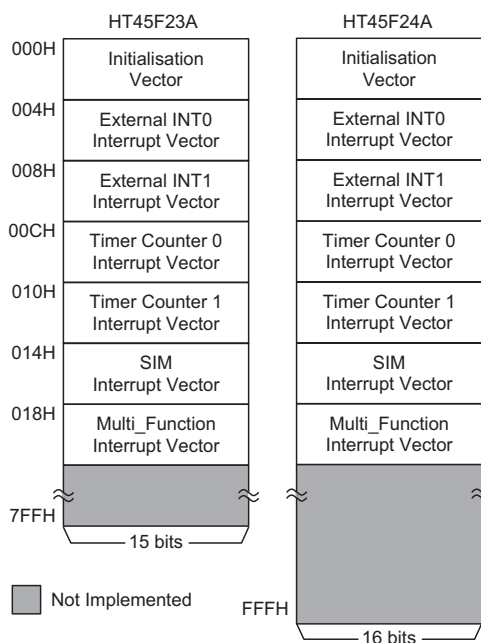 HT45F23A
HT45F24A
000H
Initialisation
Vector
Initialisation
Vector
004H
External INT0
Interrupt Vector
External INT0
Interrupt Vector
008H
External INT1
Interrupt Vector
External INT1
Interrupt Vector
00CH
Timer Counter 0
Interrupt Vector
Timer Counter 0
Interrupt Vector
010H
Timer Counter 1
Interrupt Vector
Timer Counter 1
Interrupt Vector
014H
SIM
Interrupt Vector
SIM
Interrupt Vector
018H
Multi_Function
Interrupt Vector
Multi_Function
Interrupt Vector
7FFH
15 bits
Not Implemented
FFFH
16 bits